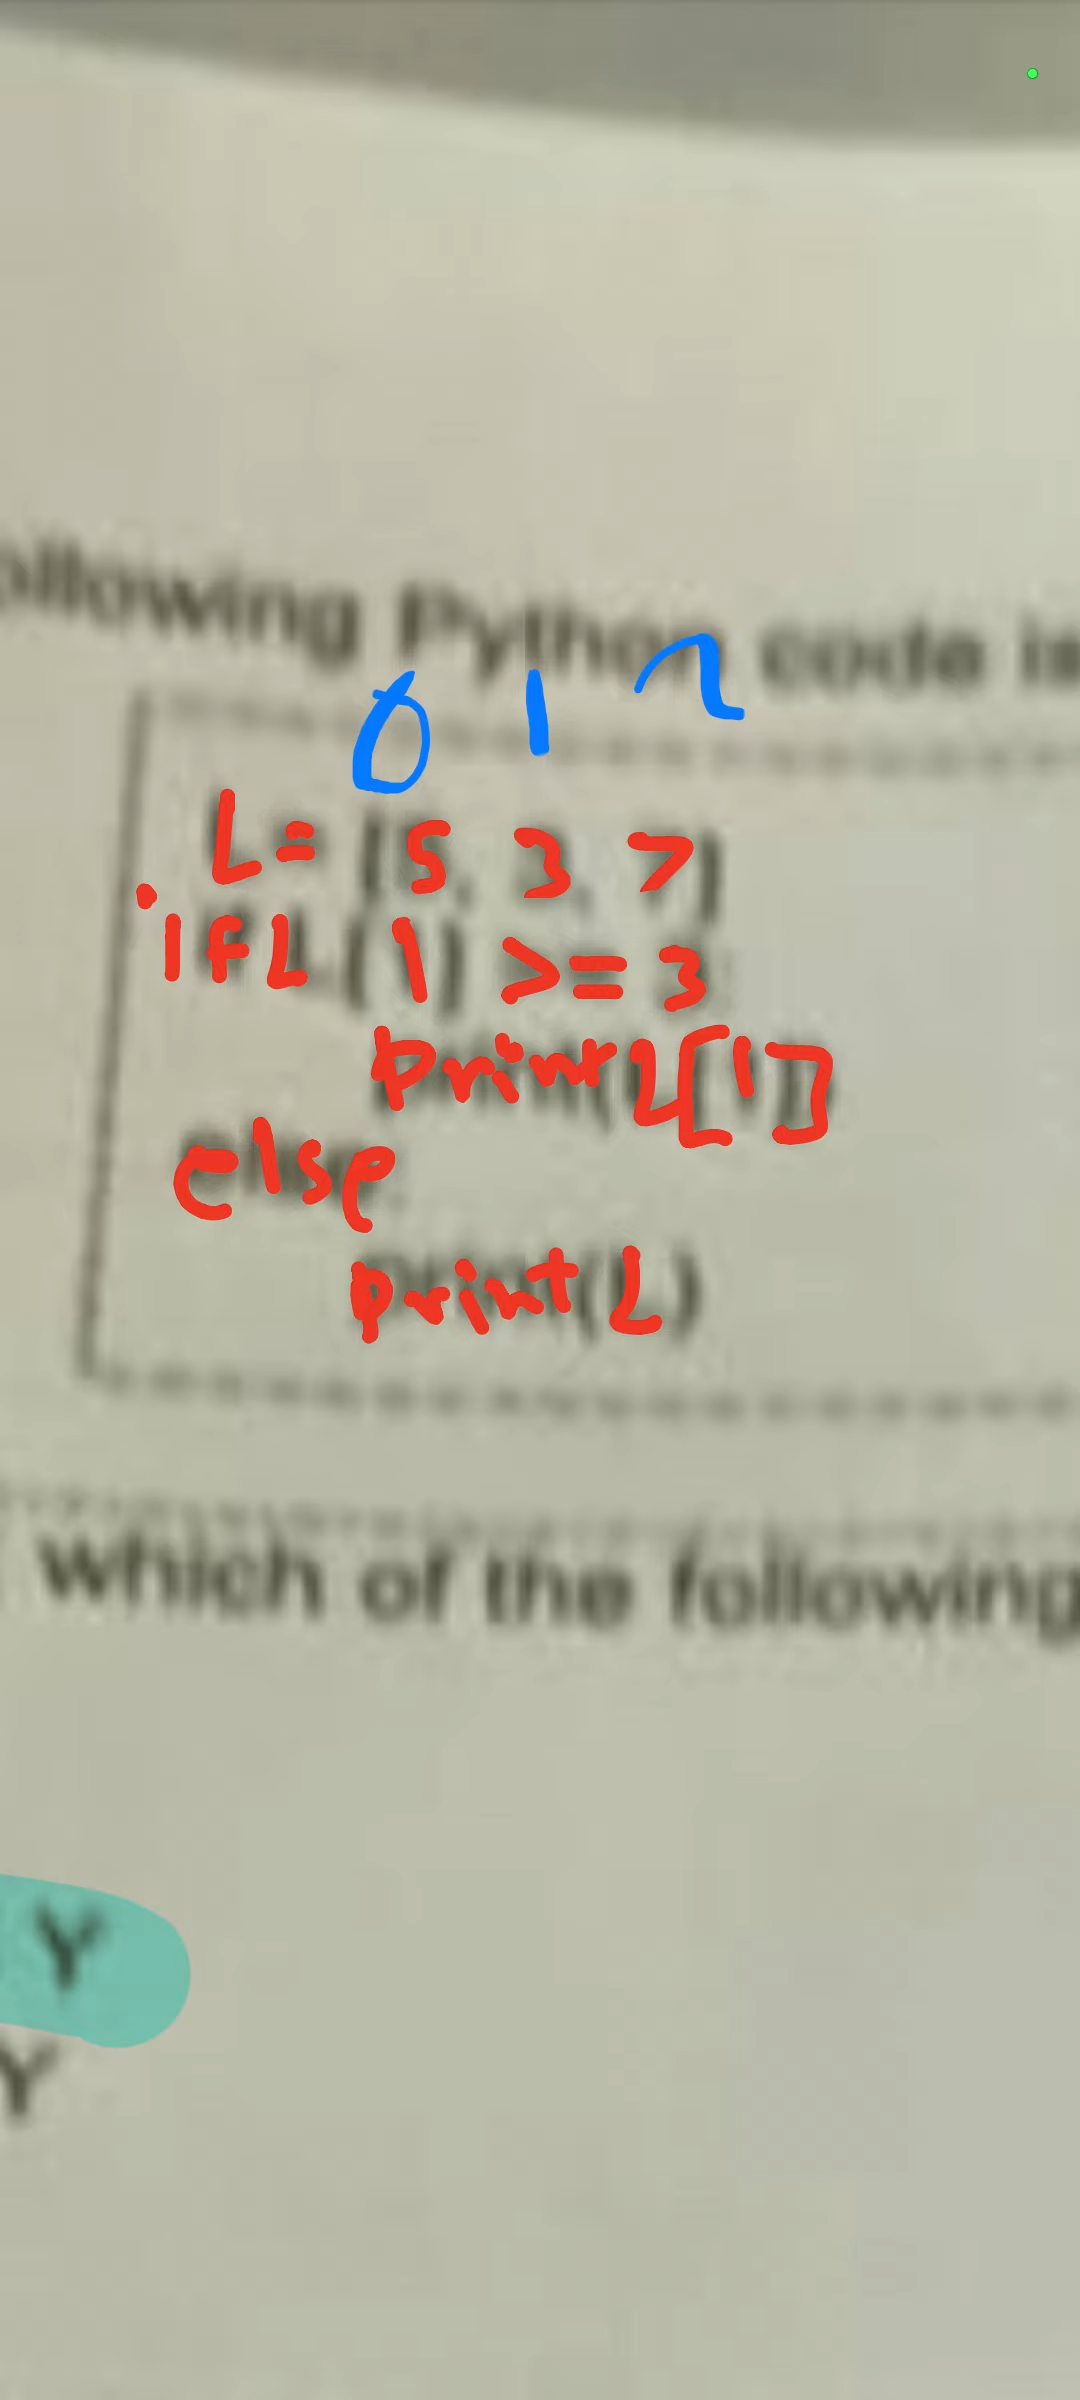 ollowing Python code is
0 1 2
L = [5, 3, 7]
if L[1] >= 3
print(L[1])
else:
print(L)
which of the following
Y
Y